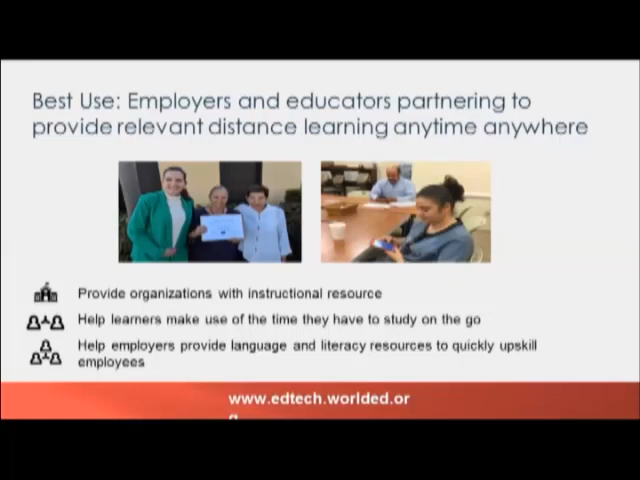 Best Use: Employers and educators partnering to
provide relevant distance learning anytime anywhere
Provide organizations with instructional resource
Help learners make use of the time they have to study on the go
Help employers provide language and literacy resources to quickly upskill
employees
www.edtech.worlded.or
g